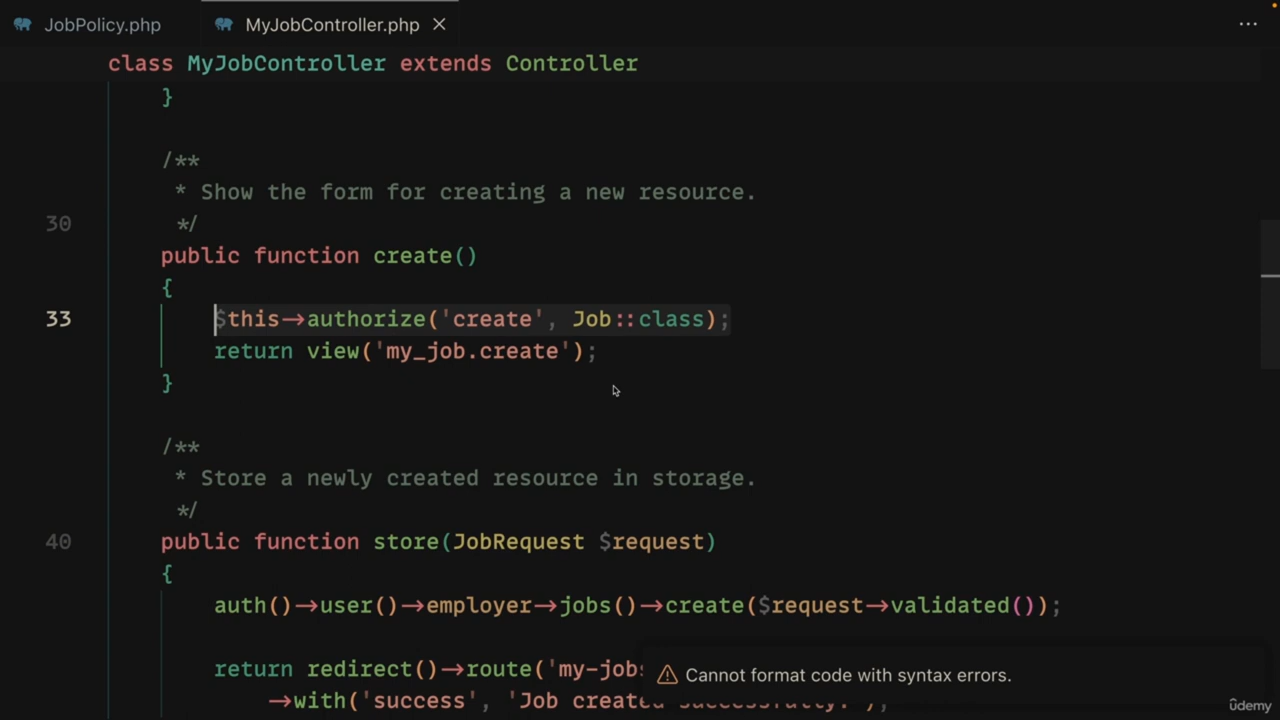 JobPolicy.php
MyJobController.php
class MyJobController extends Controller
}
/**
* Show the form for creating a new resource.
30 */
public function create()
{
33 $this->authorize('create', Job::class);
return view('my_job.create');
}
/**
* Store a newly created resource in storage.
*/
40 public function store(JobRequest $request)
{
auth()->user()->employer->jobs()->create($request->validated());
return redirect()->route('my-jobs
->with('success', 'Job created successfully.');
Cannot format code with syntax errors.
ûdemy